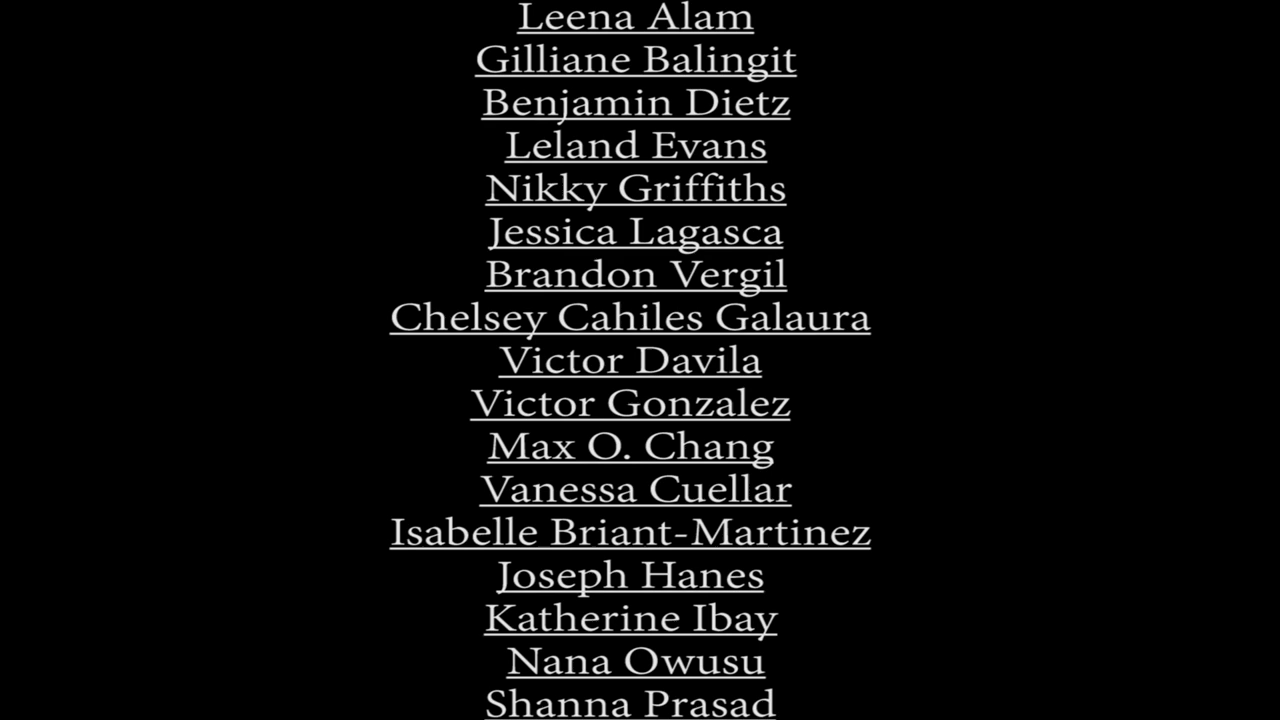 Leena Alam
Gilliane Balingit
Benjamin Dietz
Leland Evans
Nikky Griffiths
Jessica Lagasca
Brandon Vergil
Chelsey Cahiles Galaura
Victor Davila
Victor Gonzalez
Max O. Chang
Vanessa Cuellar
Isabelle Briant-Martinez
Joseph Hanes
Katherine Ibay
Nana Owusu
Shanna Prasad